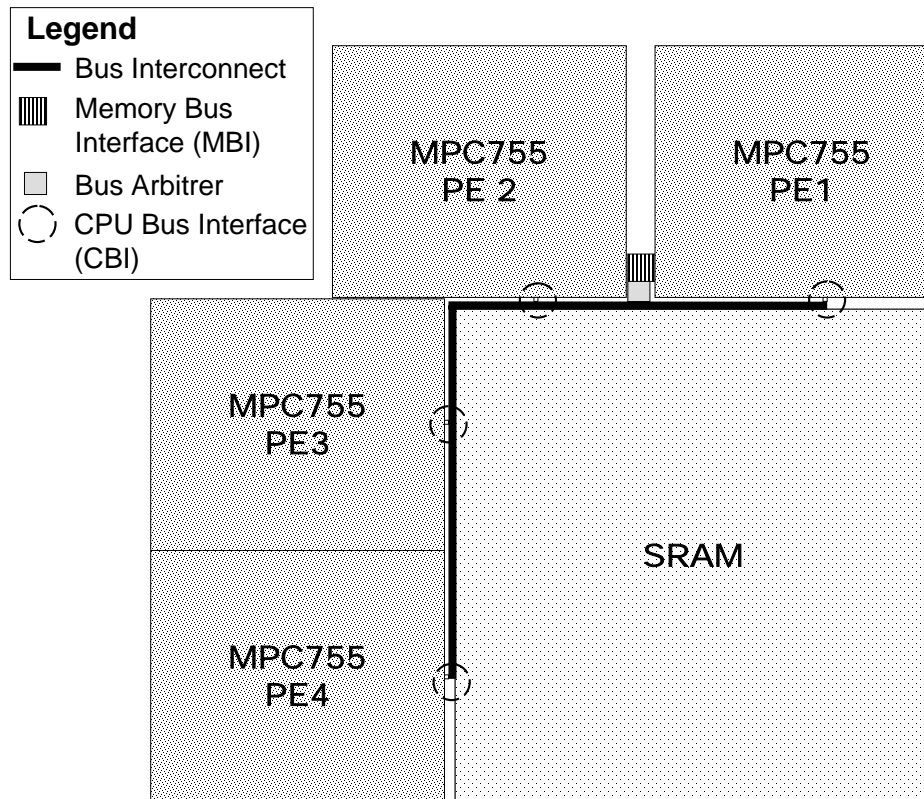 Legend
Bus Interconnect
Memory Bus
Interface (MBI)
Bus Arbitrer
CPU Bus Interface
(CBI)
MPC755
PE 2
MPC755
PE1
MPC755
PE3
SRAM
MPC755
PE4